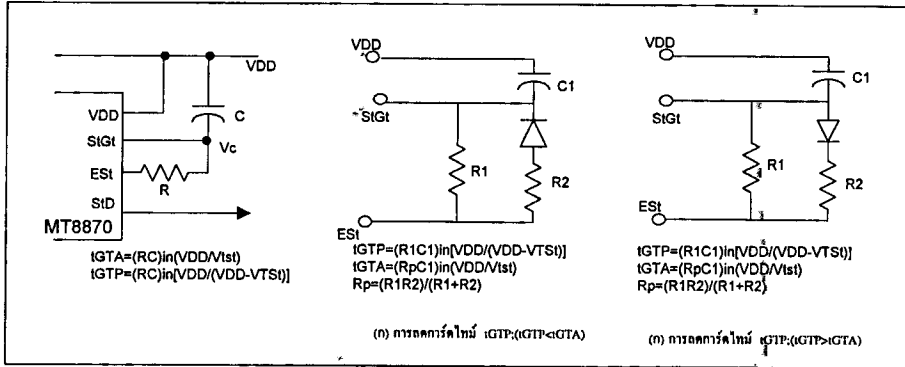 VDD
C
VDD
StGt
Vc
ESt
R
StD
MT8870
tGTA=(RC)in(VDD/Vtst)
tGTP=(RC)in[VDD/(VDD-VTSt)]
VDD
C1
StGt
R1
R2
ESt
tGTP=(R1C1)in[VDD/(VDD-VTSt)]
tGTA=(RpC1)in(VDD/Vtst)
Rp=(R1R2)/(R1+R2)
(ก) การลดการ์ดไทม์ tGTP;(tGTP<tGTA)
VDD
C1
StGt
R1
R2
ESt
tGTP=(R1C1)in[VDD/(VDD-VTSt)]
tGTA=(RpC1)in(VDD/Vtst)
Rp=(R1R2)/(R1+R2)
(ก) การลดการ์ดไทม์ tGTP;(tGTP>tGTA)